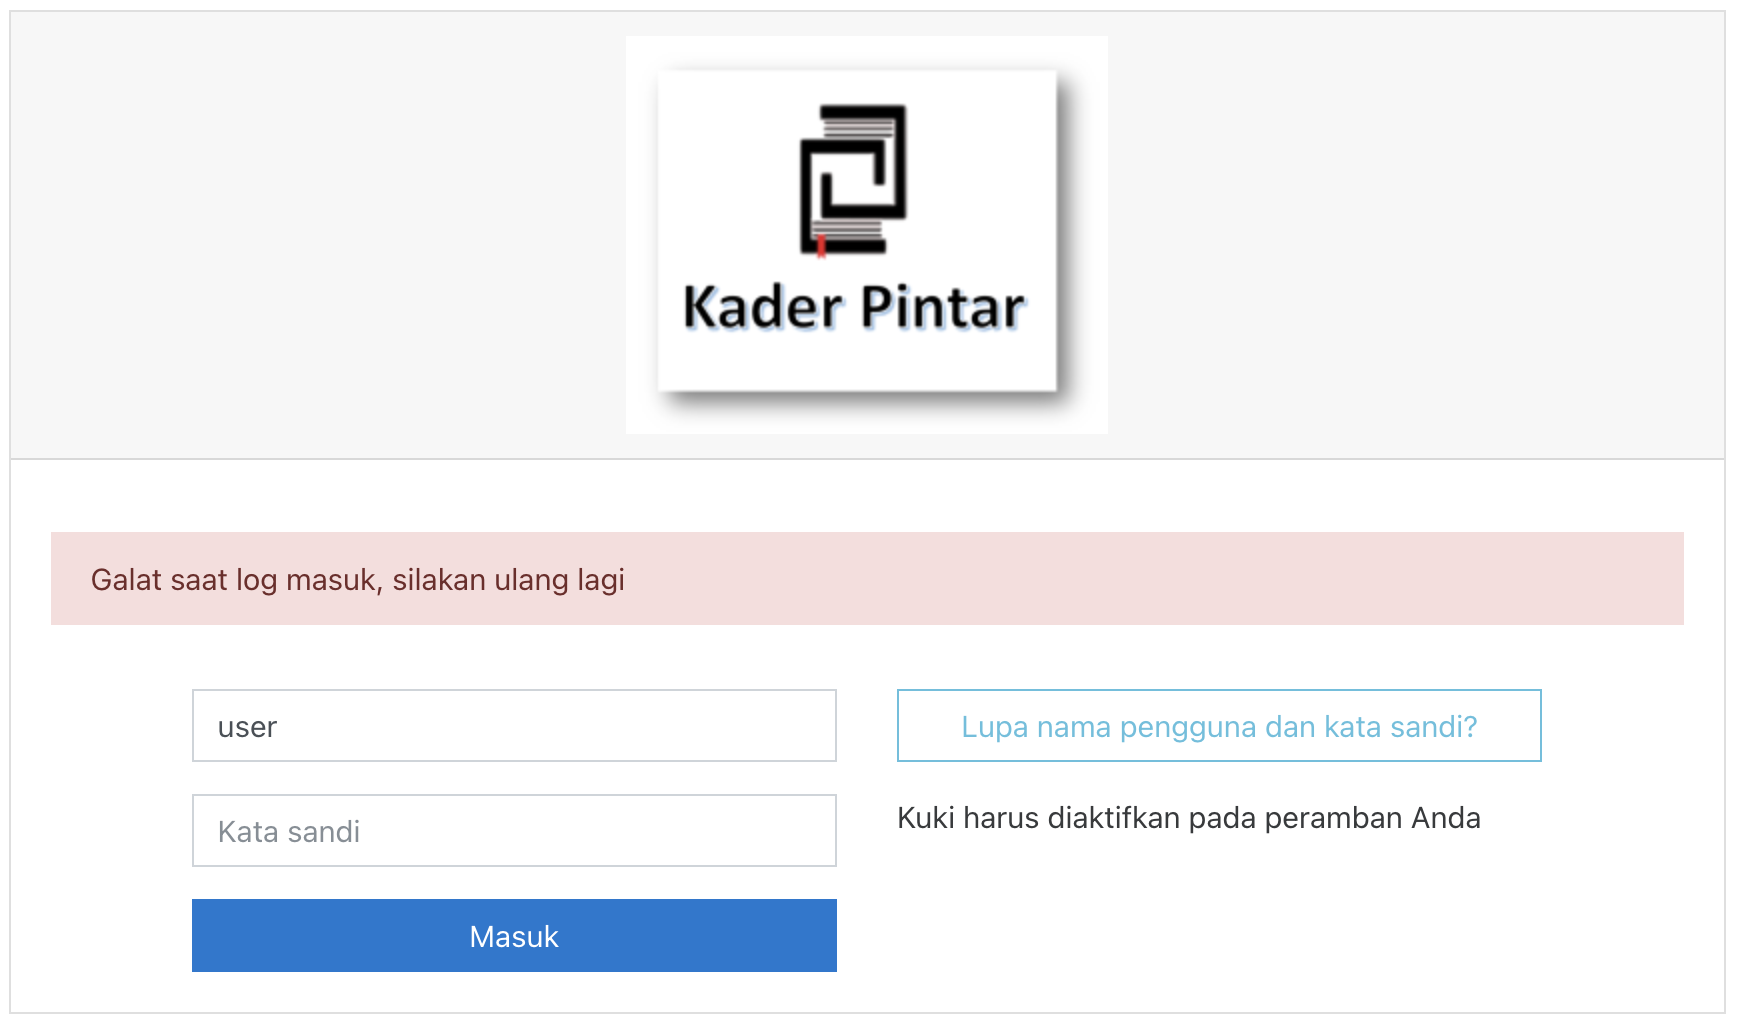 Kader Pintar
Galat saat log masuk, silakan ulang lagi
user
Lupa nama pengguna dan kata sandi?
Kata sandi
Kuki harus diaktifkan pada peramban Anda
Masuk